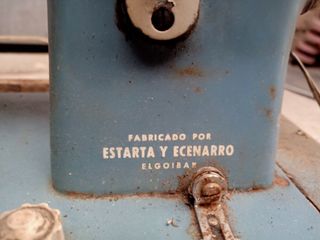 FABRICADO POR
ESTARTA Y ECENARRO
ELGOIBAR